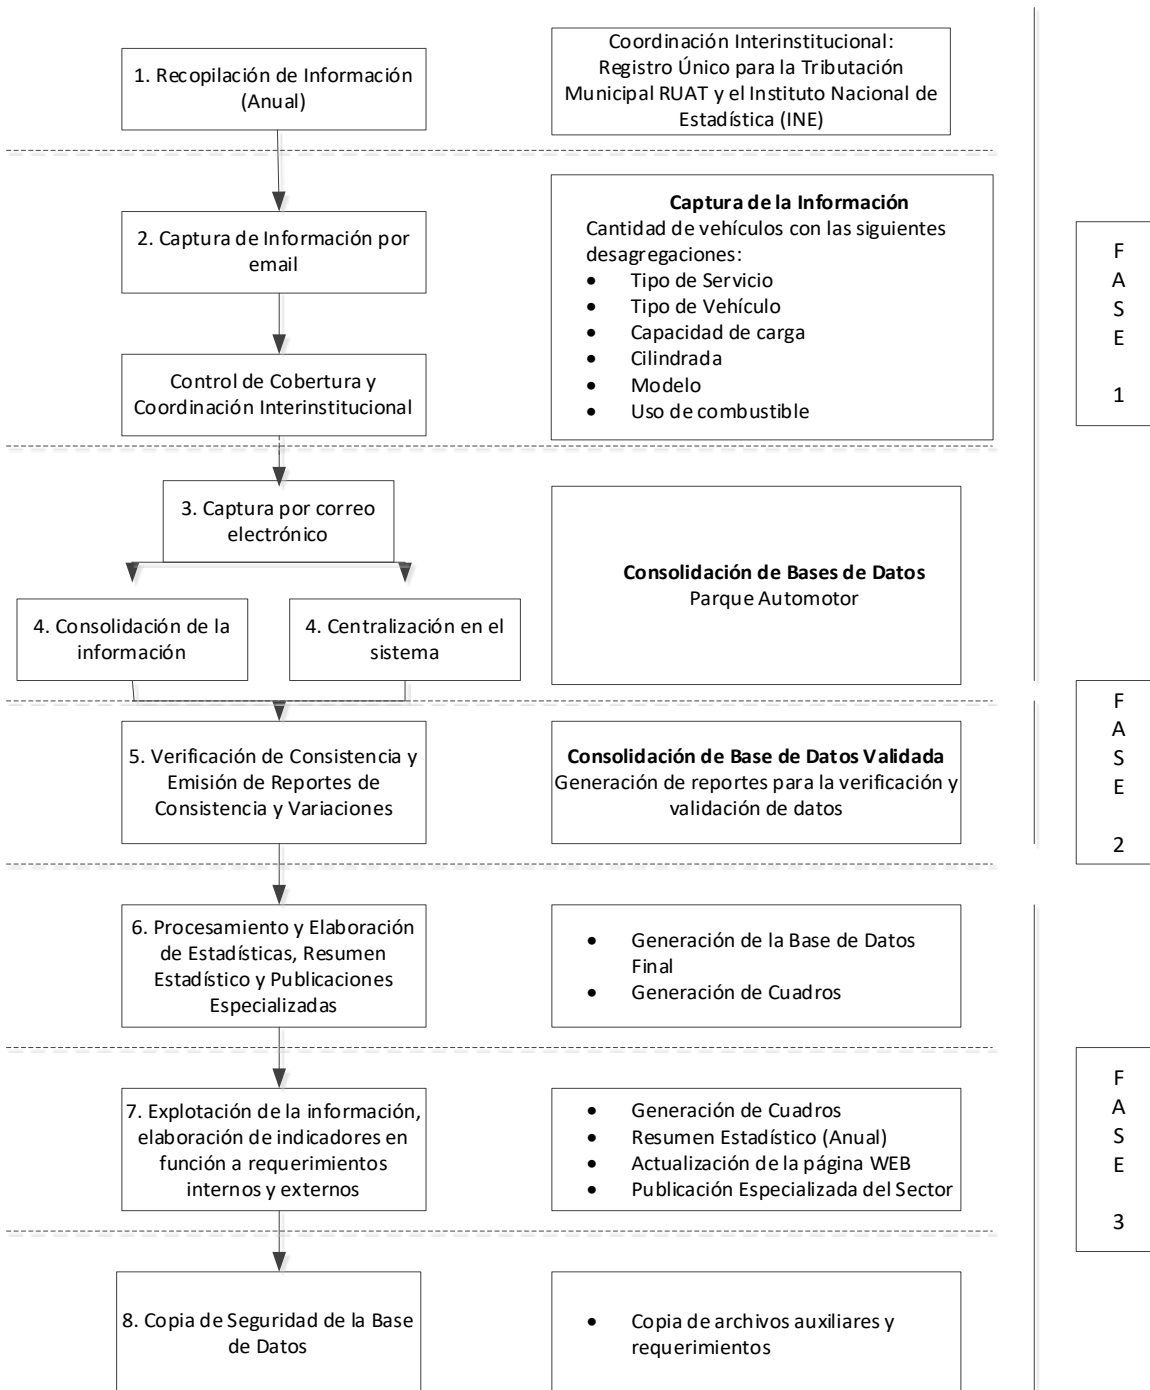 1. Recopilación de Información
(Anual)
Coordinación Interinstitucional:
Registro Único para la Tributación
Municipal RUAT y el Instituto Nacional de
Estadística (INE)
2. Captura de Información por
email
Captura de la Información
Cantidad de vehículos con las siguientes
desagregaciones:
• Tipo de Servicio
• Tipo de Vehículo
• Capacidad de carga
• Cilindrada
• Modelo
• Uso de combustible
Control de Cobertura y
Coordinación Interinstitucional
F
A
S
E
1
3. Captura por correo
electrónico
4. Consolidación de la
información
4. Centralización en el
sistema
Consolidación de Bases de Datos
Parque Automotor
5. Verificación de Consistencia y
Emisión de Reportes de
Consistencia y Variaciones
Consolidación de Base de Datos Validada
Generación de reportes para la verificación y
validación de datos
F
A
S
E
2
6. Procesamiento y Elaboración
de Estadísticas, Resumen
Estadístico y Publicaciones
Especializadas
• Generación de la Base de Datos
Final
• Generación de Cuadros
7. Explotación de la información,
elaboración de indicadores en
función a requerimientos
internos y externos
• Generación de Cuadros
• Resumen Estadístico (Anual)
• Actualización de la página WEB
• Publicación Especializada del Sector
F
A
S
E
3
8. Copia de Seguridad de la Base
de Datos
• Copia de archivos auxiliares y
requerimientos